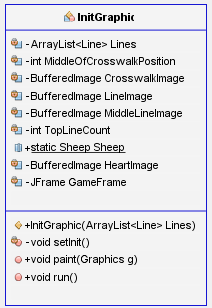 InitGraphic
-ArrayList<Line> Lines
-int MiddleOfCrosswalkPosition
-BufferedImage CrosswalkImage
-BufferedImage LineImage
-BufferedImage MiddleLineImage
-int TopLineCount
+static Sheep Sheep
-BufferedImage HeartImage
-JFrame GameFrame
+InitGraphic(ArrayList<Line> Lines)
-void setInit()
+void paint(Graphics g)
+void run()